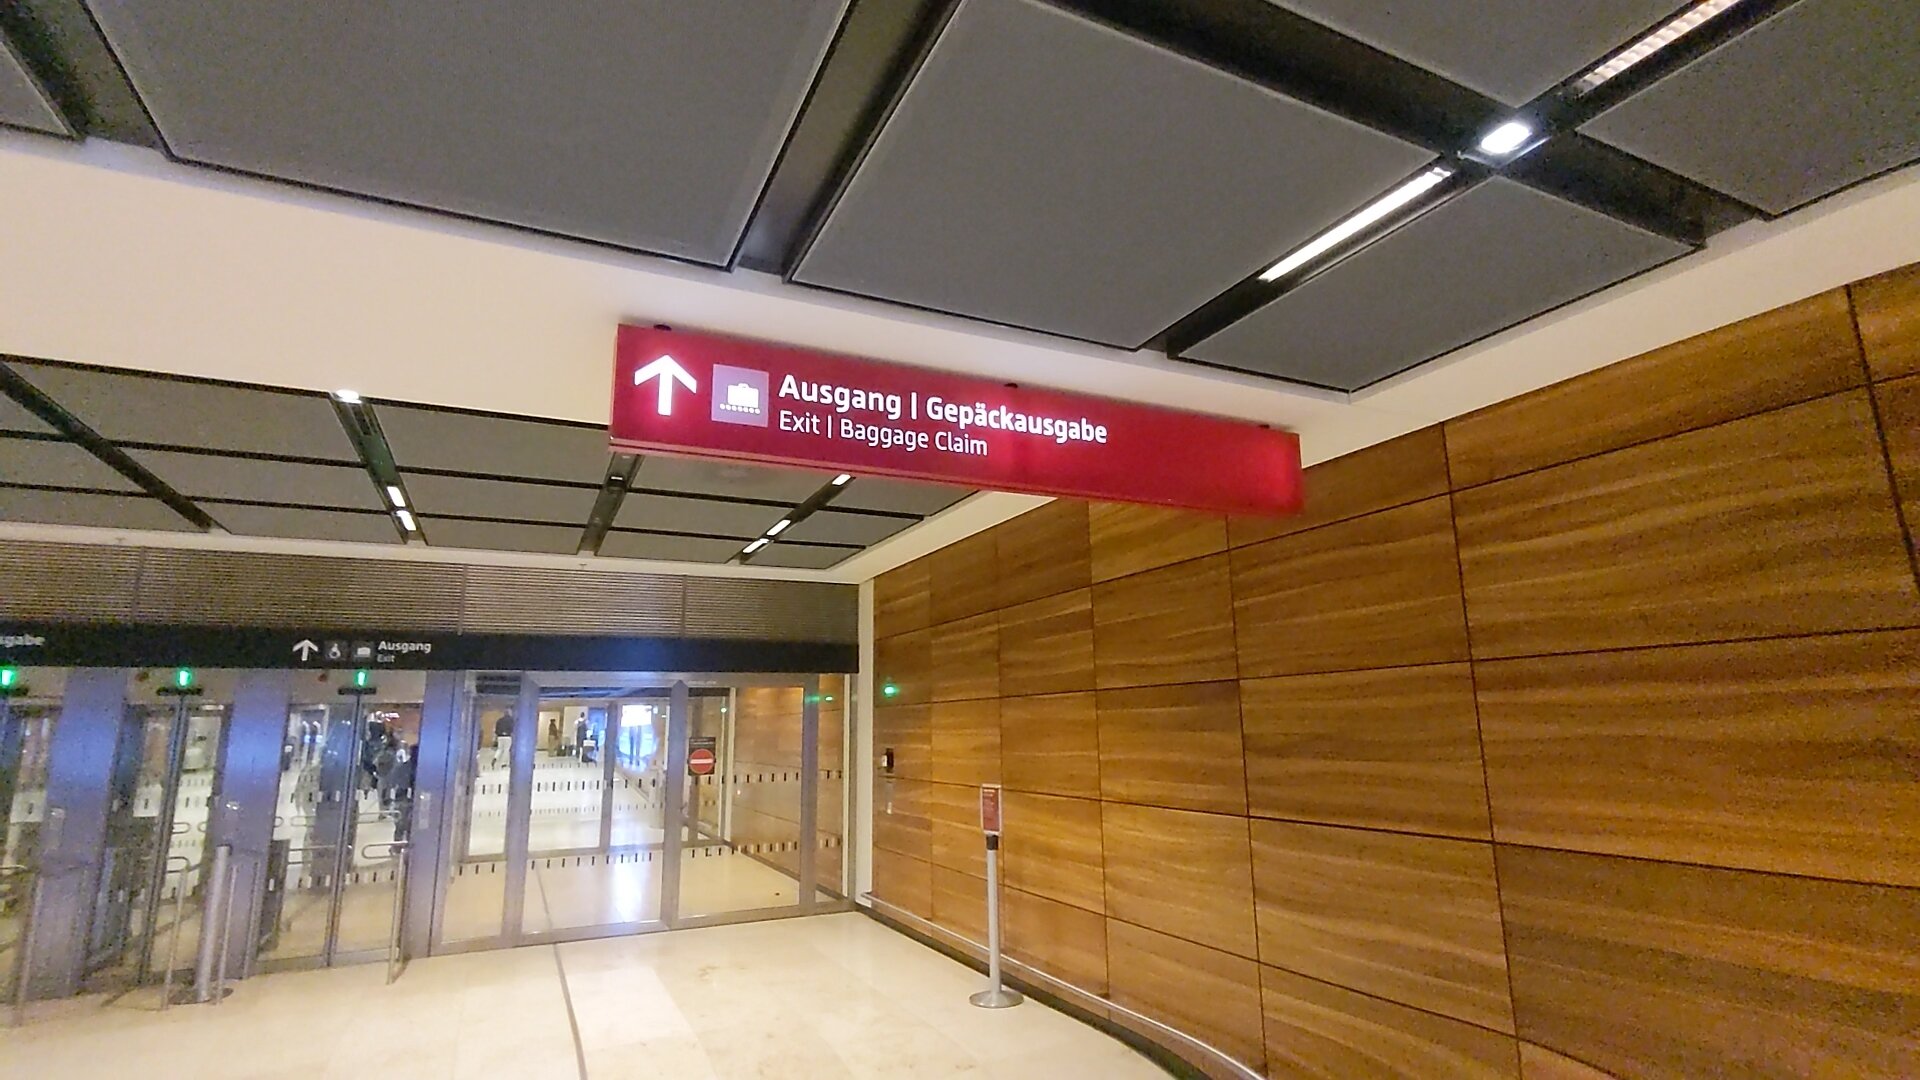 Ausgang | Gepäckausgabe
Exit | Baggage Claim
Ausgang
Exit